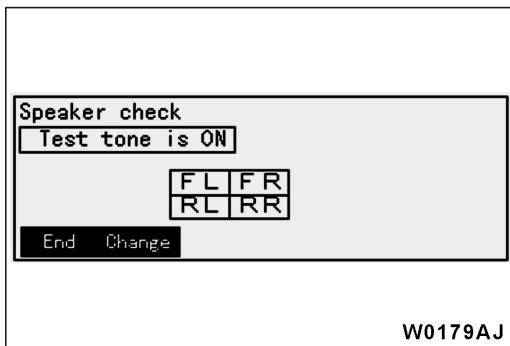 Speaker check
Test tone is ON
FL FR
RL RR
End Change
W0179AJ